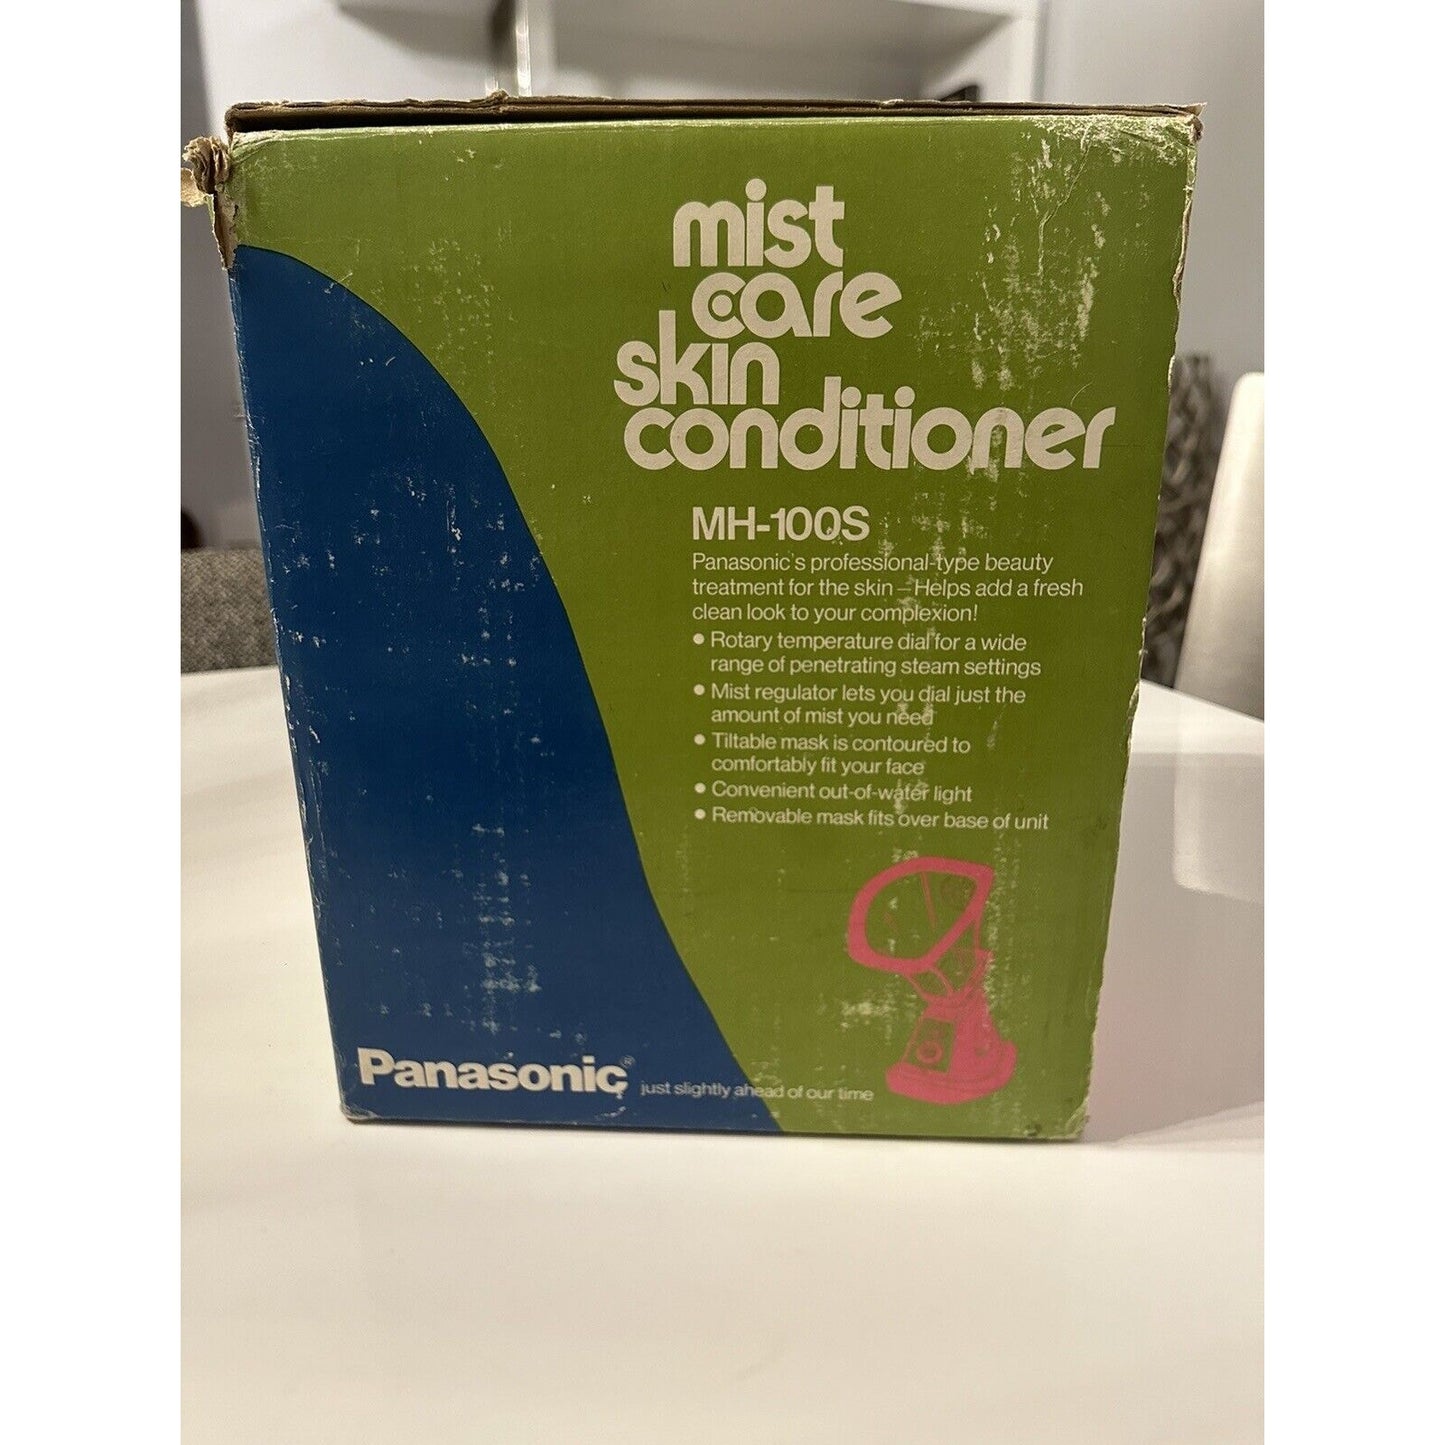 mist
care
skin
conditioner
MH-100S
Panasonic's professional-type beauty
treatment for the skin — Helps add a fresh
clean look to your complexion!
• Rotary temperature dial for a wide
range of penetrating steam settings
• Mist regulator lets you dial just the
amount of mist you need
• Tiltable mask is contoured to
comfortably fit your face
• Convenient out-of-water light
• Removable mask fits over base of unit
Panasonic® just slightly ahead of our time